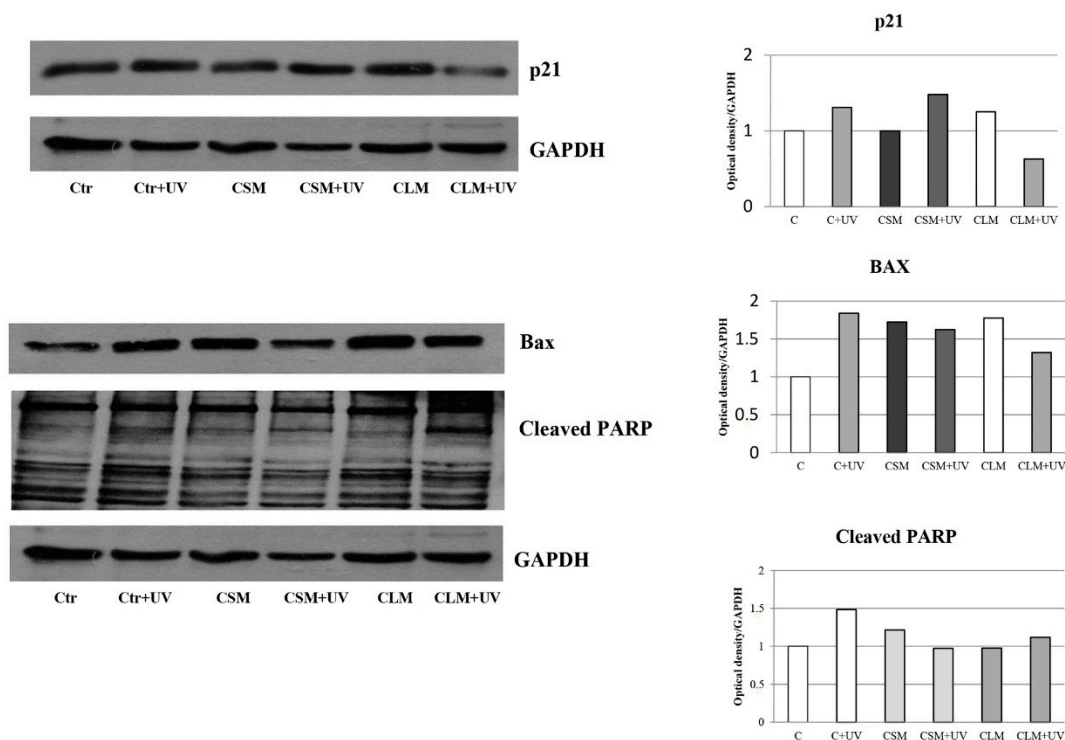 p21
GAPDH
Ctr Ctr+UV CSM CSM+UV CLM CLM+UV
Bax
Cleaved PARP
GAPDH
Ctr Ctr+UV CSM CSM+UV CLM CLM+UV
p21
Optical density/GAPDH
2
1
0
C C+UV CSM CSM+UV CLM CLM+UV
BAX
Optical density/GAPDH
2
1.5
1
0.5
0
C C+UV CSM CSM+UV CLM CLM+UV
Cleaved PARP
Optical density/GAPDH
2
1.5
1
0.5
0
C C+UV CSM CSM+UV CLM CLM+UV